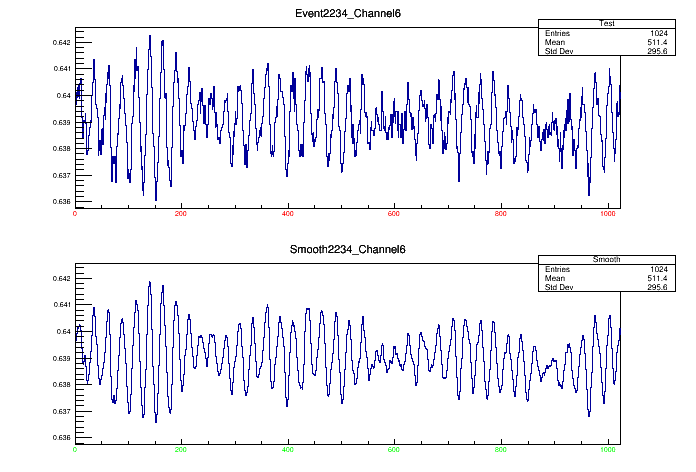 Event2234_Channel6
Test
Entries 1024
Mean 511.4
Std Dev 295.6
0.642
0.641
0.64
0.639
0.638
0.637
0.636
0 200 400 600 800 1000
Smooth2234_Channel6
Smooth
Entries 1024
Mean 511.4
Std Dev 295.6
0.642
0.641
0.64
0.639
0.638
0.637
0.636
0 200 400 600 800 1000